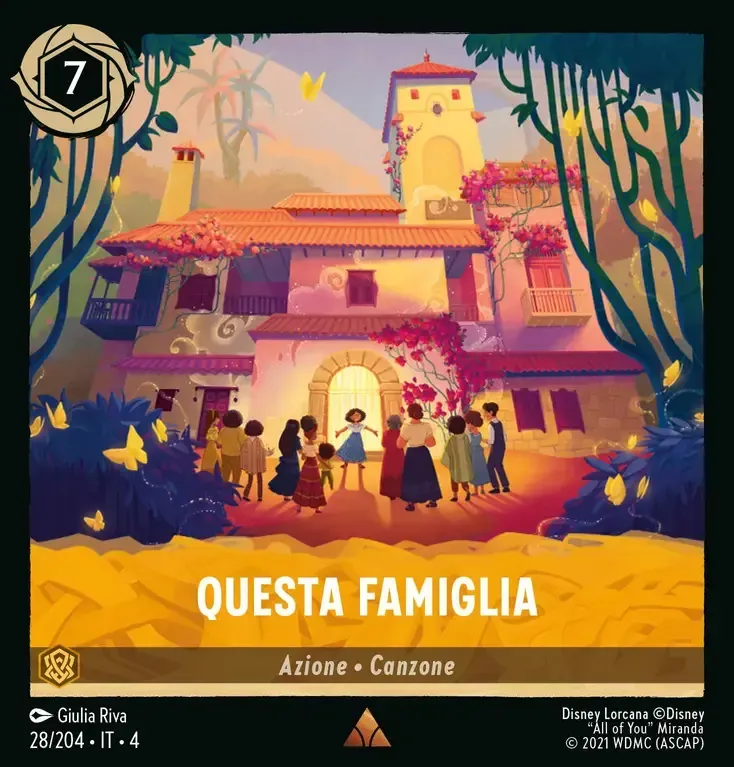 7
QUESTA FAMIGLIA
Azione • Canzone
Giulia Riva
28/204 • IT • 4
Disney Lorcana ©Disney
“All of You” Miranda
© 2021 WDMC (ASCAP)